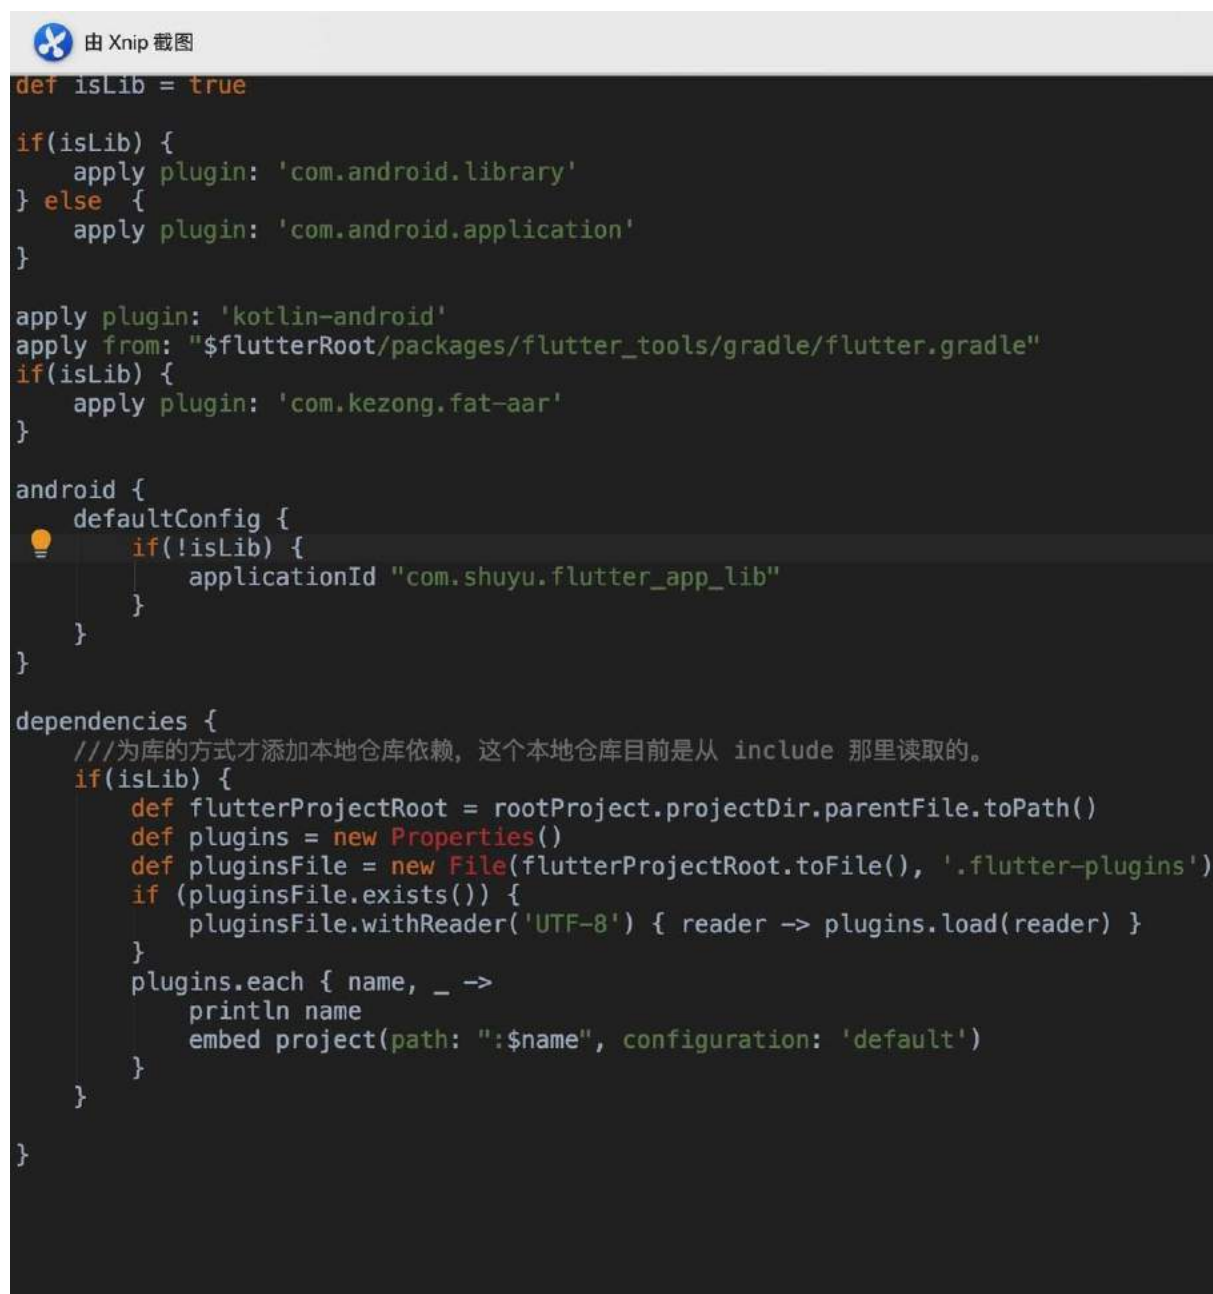 由 Xnip 截图
def isLib = true
if(isLib) {
    apply plugin: 'com.android.library'
} else  {
    apply plugin: 'com.android.application'
}
apply plugin: 'kotlin-android'
apply from: "$flutterRoot/packages/flutter_tools/gradle/flutter.gradle"
if(isLib) {
    apply plugin: 'com.kezong.fat-aar'
}
android {
    defaultConfig {
        if(!isLib) {
            applicationId "com.shuyu.flutter_app_lib"
        }
    }
}
dependencies {
    ///为库的方式才添加本地仓库依赖，这个本地仓库目前是从 include 那里读取的。
    if(isLib) {
        def flutterProjectRoot = rootProject.projectDir.parentFile.toPath()
        def plugins = new Properties()
        def pluginsFile = new File(flutterProjectRoot.toFile(), '.flutter-plugins')
        if (pluginsFile.exists()) {
            pluginsFile.withReader('UTF-8') { reader -> plugins.load(reader) }
        }
        plugins.each { name, _ ->
            println name
            embed project(path: ":$name", configuration: 'default')
        }
    }
}